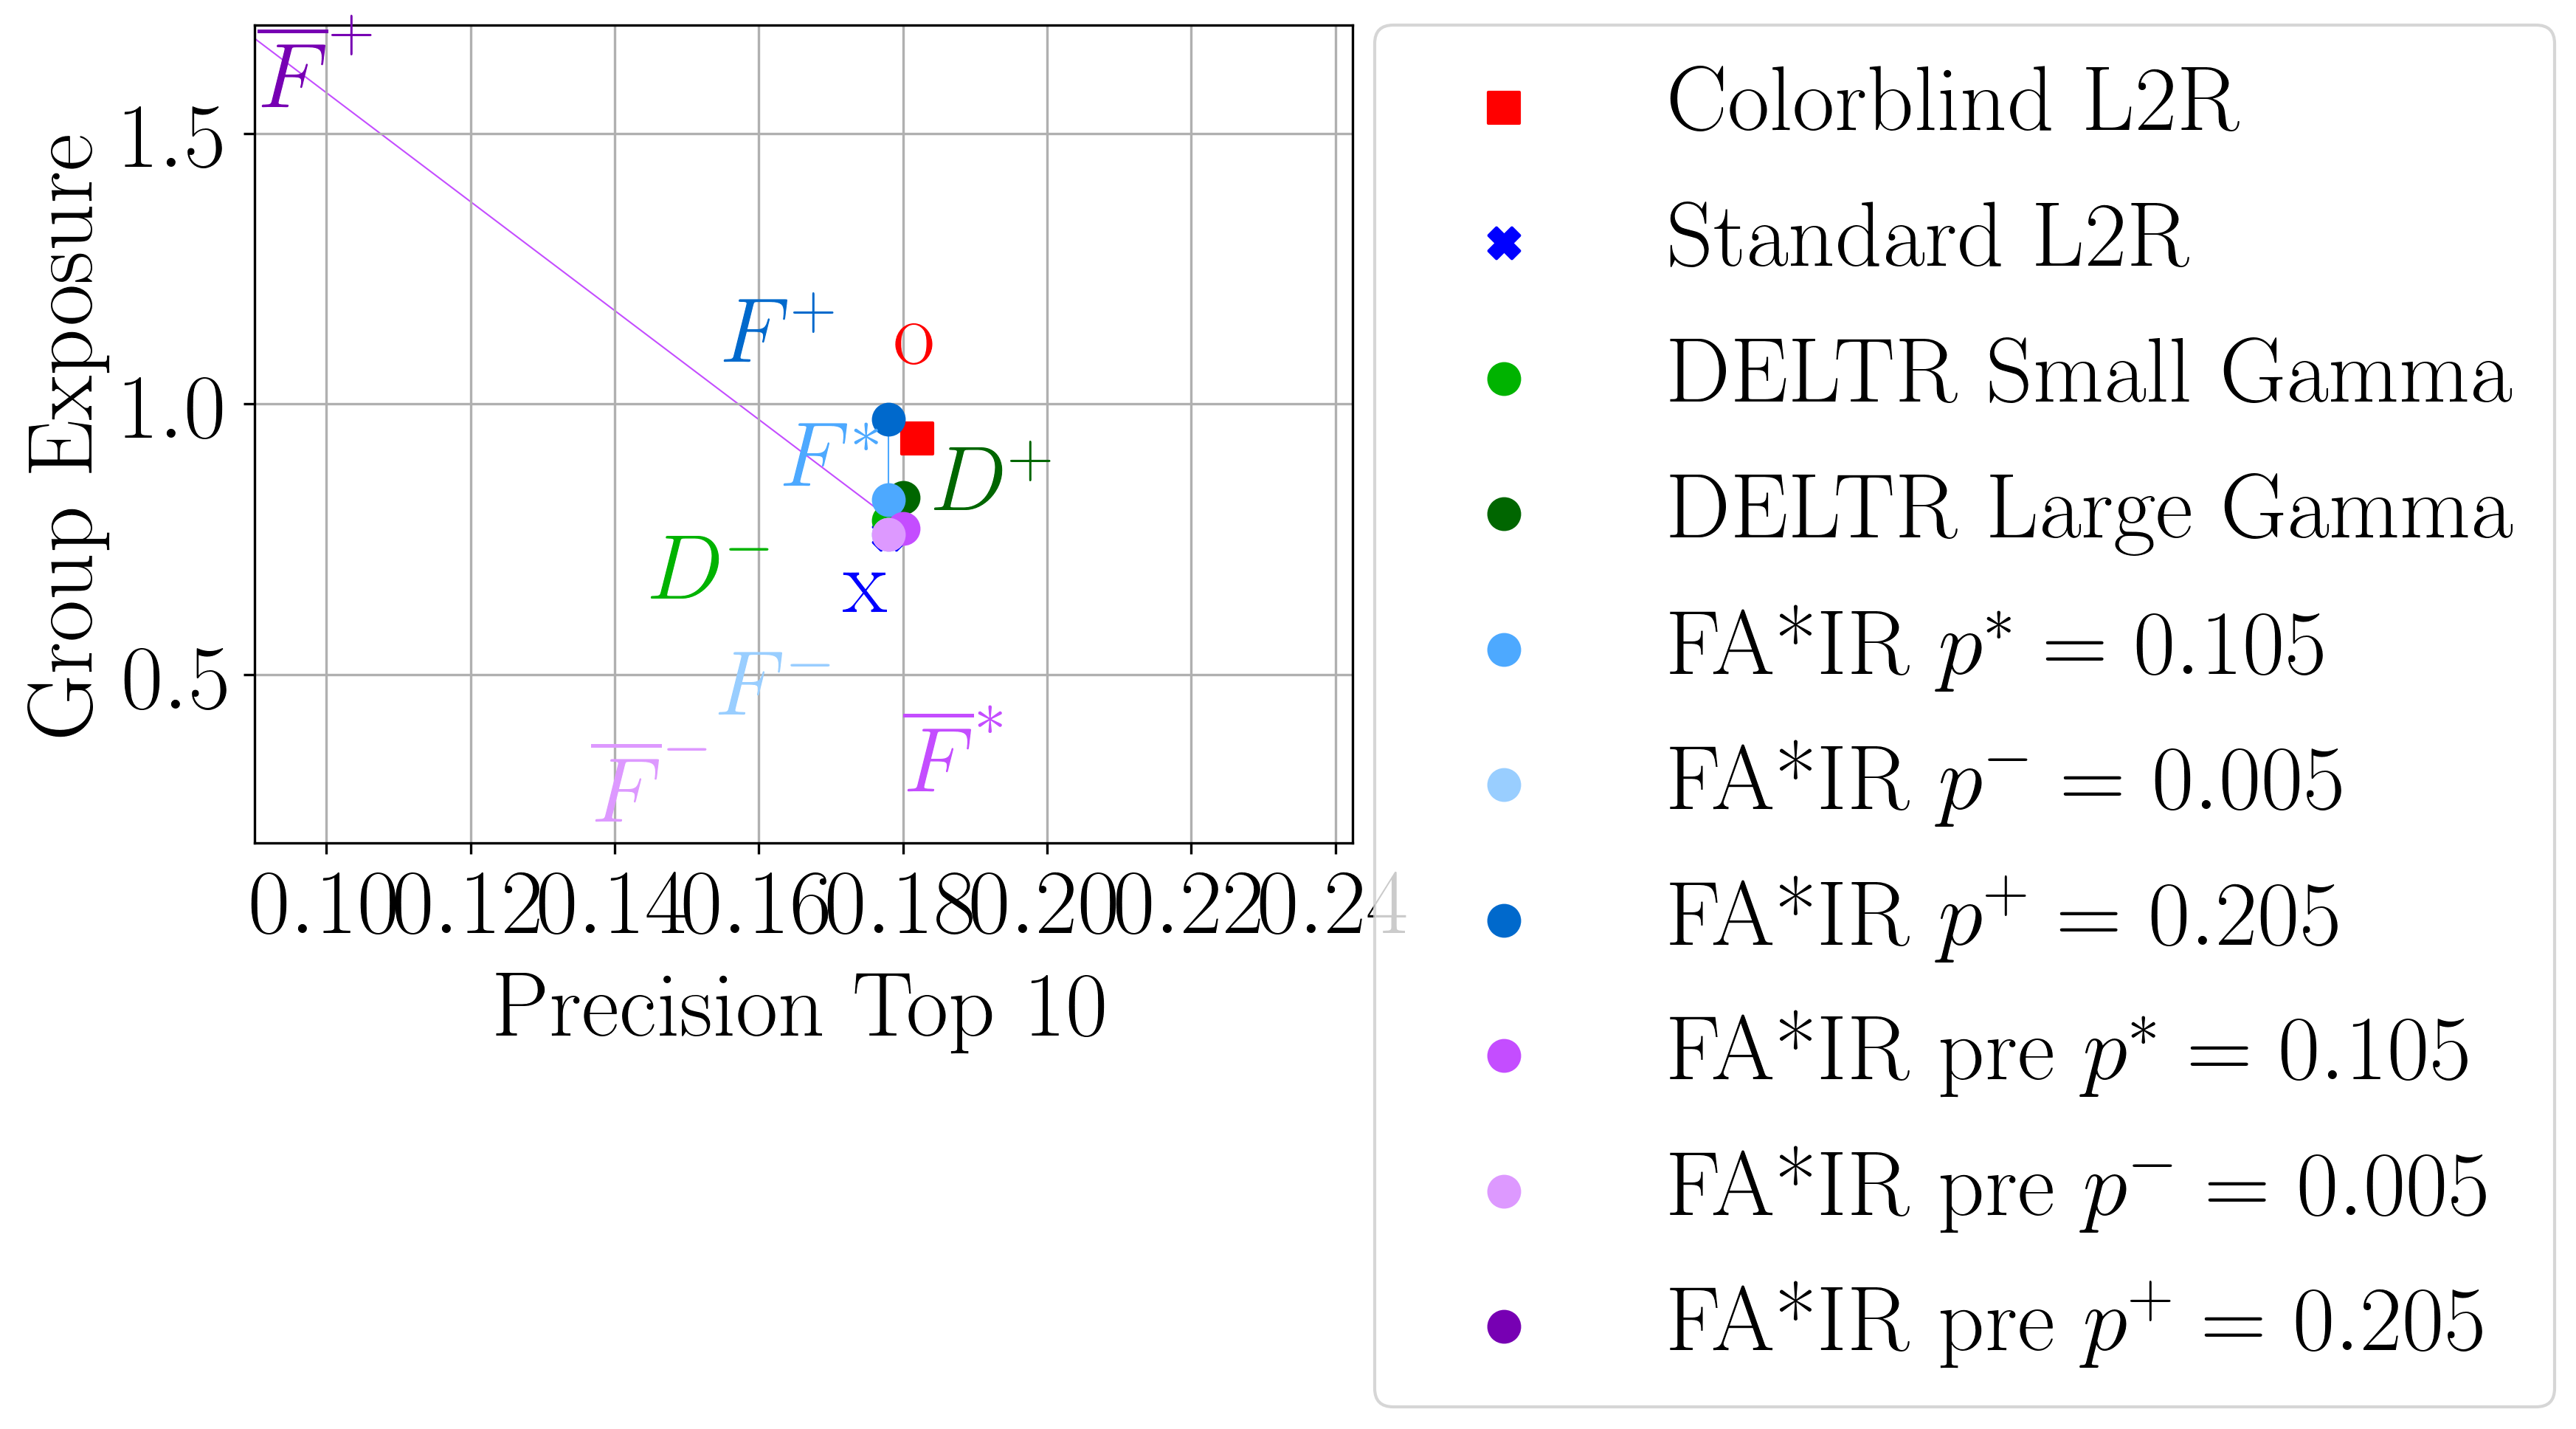 Group Exposure
1.5
1.0
0.5
F̅⁺
F⁺
o
F*
D⁺
D⁻
x
F⁻
F̅*
F̅⁻
0.10 0.12 0.14 0.16 0.18 0.20 0.22 0.24
Precision Top 10
Colorblind L2R
Standard L2R
DELTR Small Gamma
DELTR Large Gamma
FA*IR p* = 0.105
FA*IR p⁻ = 0.005
FA*IR p⁺ = 0.205
FA*IR pre p* = 0.105
FA*IR pre p⁻ = 0.005
FA*IR pre p⁺ = 0.205